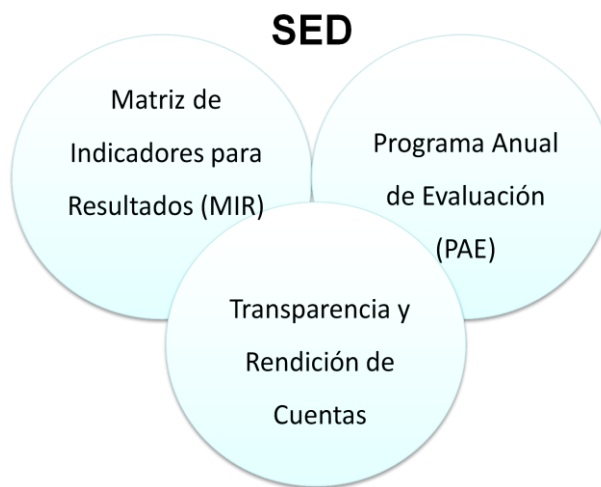 SED
Matriz de
Indicadores para
Resultados (MIR)
Programa Anual
de Evaluación
(PAE)
Transparencia y
Rendición de
Cuentas